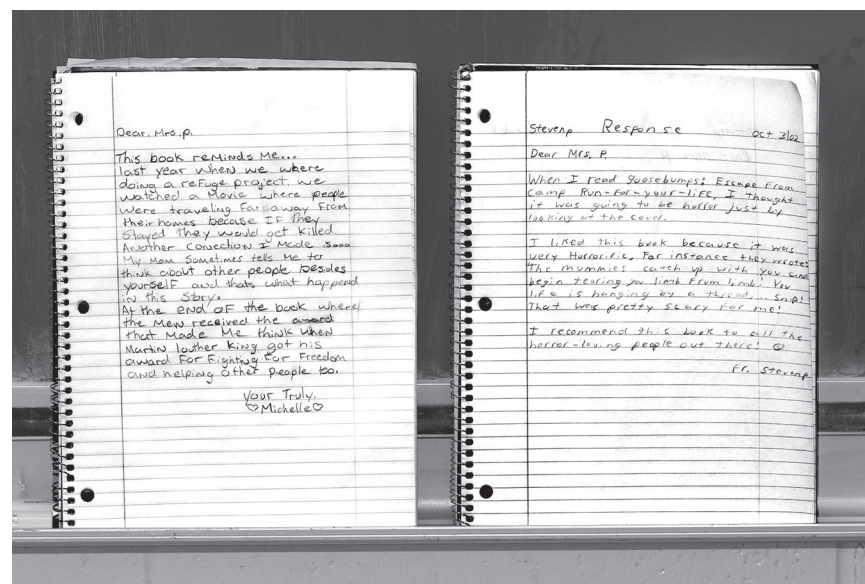 Dear. Mrs. p.
This book reminds Me...
last year when we where
doing a refuge project, we
watched a Movie where people
were traveling Far away From
their homes becase IF they
stayed They would get killed.
Another conection I Made is
My Mom Sometimes tells Me to
think about other people besides
yourself and thats what happend
in this Story.
At the end OF the book where
the Men received the award
that Made Me think when
Martin louther king got his
award For Fighting For Freedom
and helping other people too.
your Truly.
♡Michelle♡
Stevenp Response oct 3/02
Dear Mrs. P.
When I read goosebumps: Escape From
Camp Run-For-your-life, I thought
it was going to be horror just by
looking at the cover.
I liked this book because it was
very Horrorific, For instance they wrote:
The mummies catch up with you and
begin tearing you limb From limb! You
life is hanging by a thread... Snip!
That was pretty scary For me!
I recommend this book to all the
horror-loving people out there! ☺
Fr. Stevenp